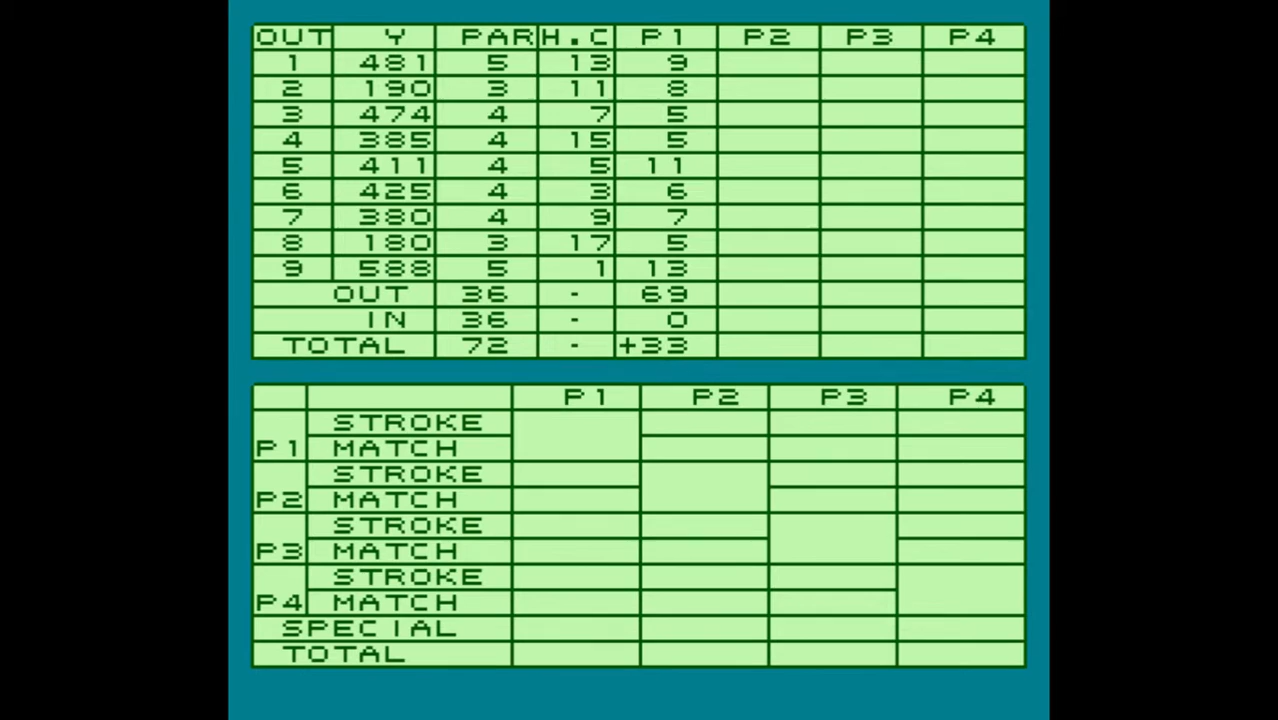 OUT Y PAR H.C P1 P2 P3 P4
1 481 5 13 9
2 190 3 11 8
3 474 4 7 5
4 385 4 15 5
5 411 4 5 11
6 425 4 3 6
7 380 4 9 7
8 180 3 17 5
9 588 5 1 13
OUT 36 - 69
IN 36 - 0
TOTAL 72 - +33
P1 P2 P3 P4
STROKE
P1 MATCH
STROKE
P2 MATCH
STROKE
P3 MATCH
STROKE
P4 MATCH
SPECIAL
TOTAL